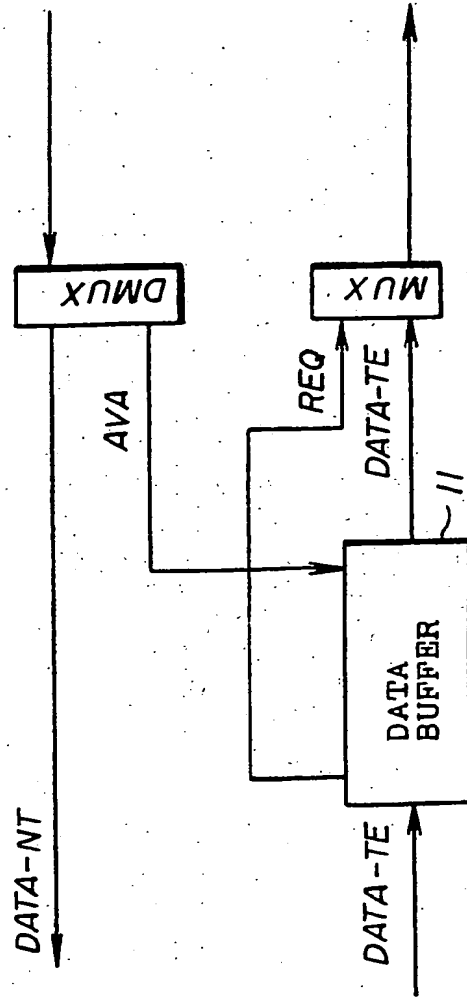 DATA-NT
DMUX
AVA
REQ
MUX
DATA-TE
11
DATA
BUFFER
DATA-TE